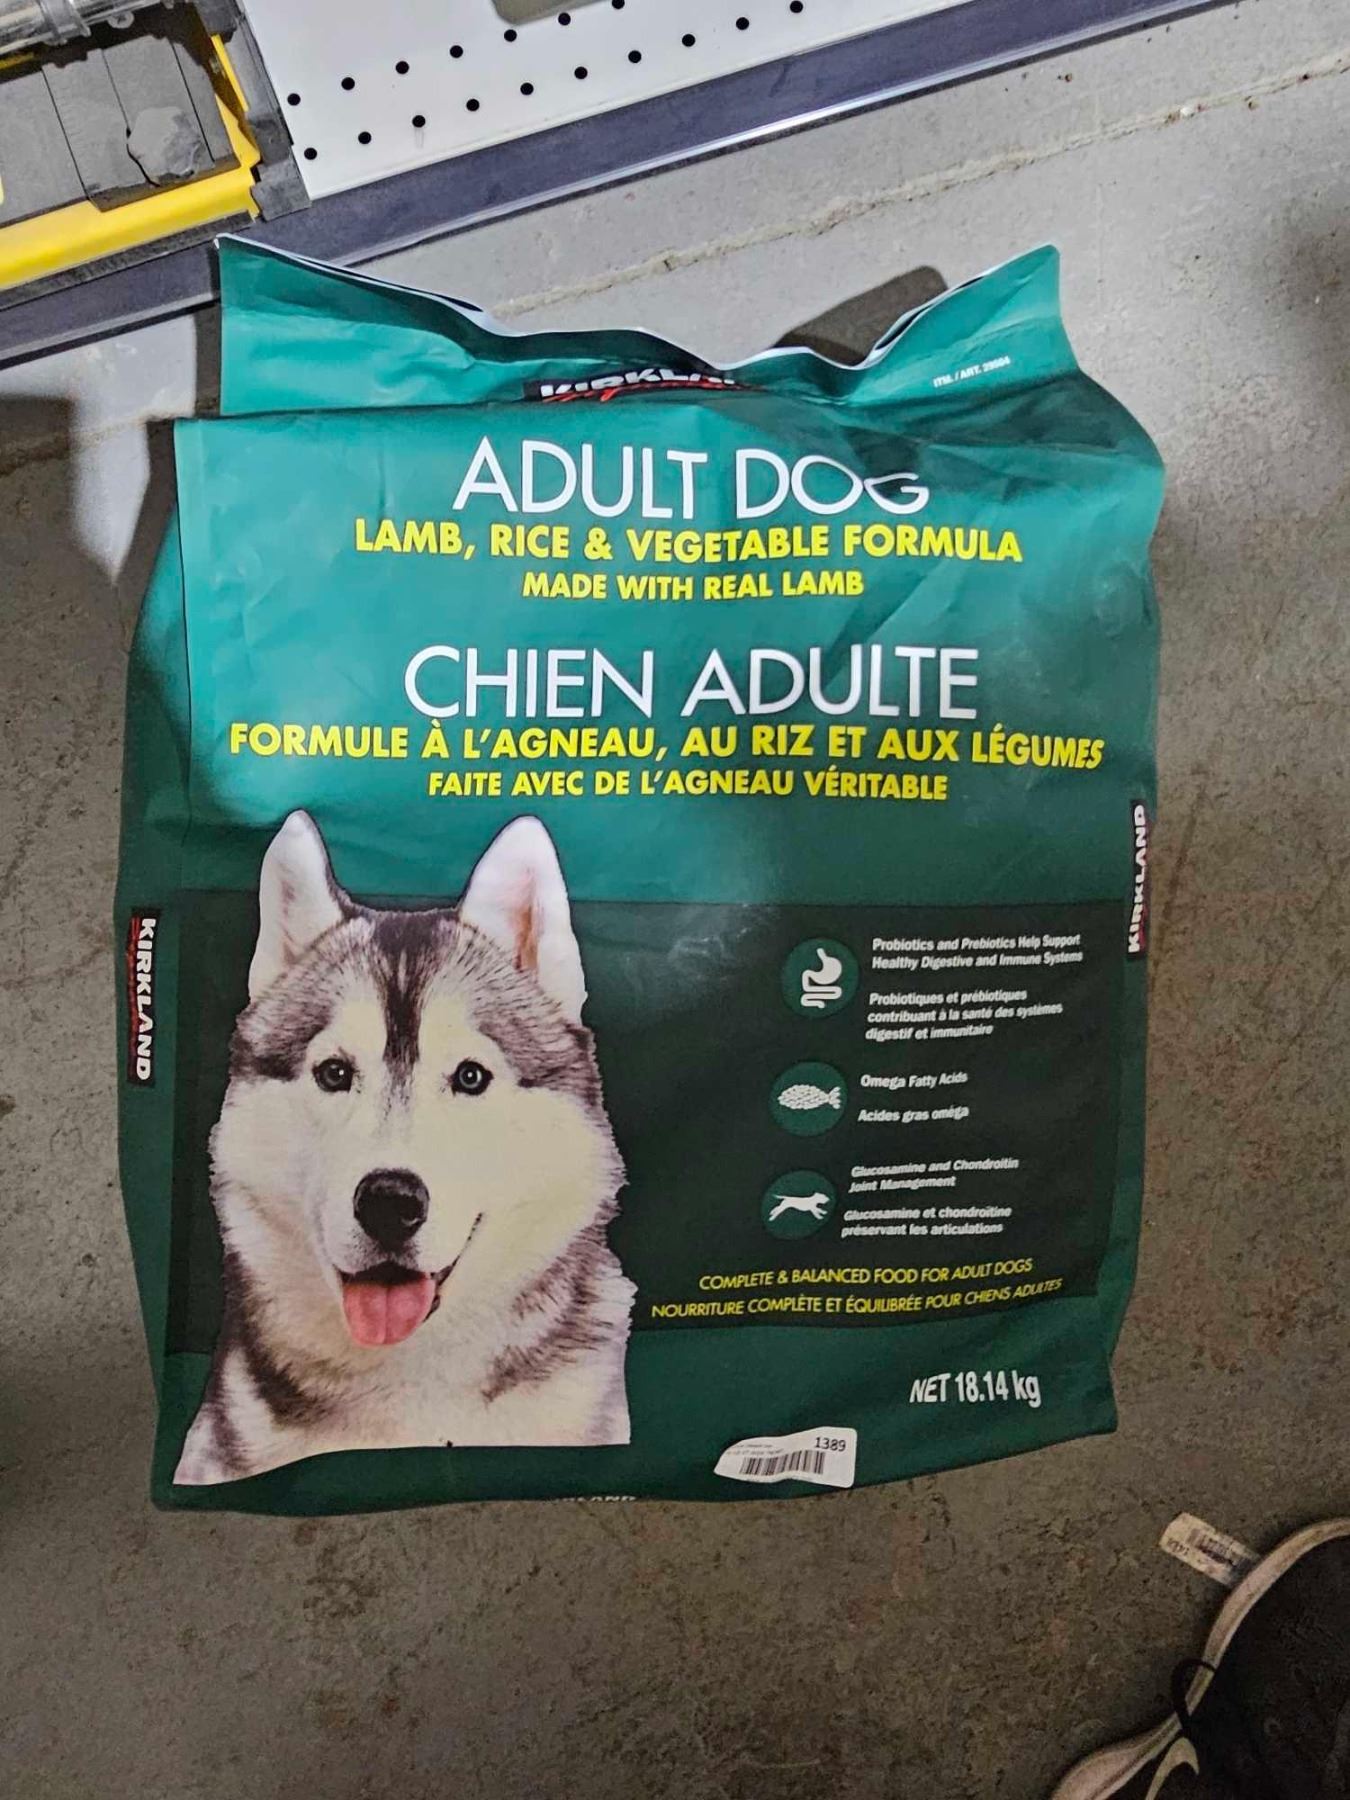 ITM. / ART. 29504
ADULT DOG
LAMB, RICE & VEGETABLE FORMULA
MADE WITH REAL LAMB
CHIEN ADULTE
FORMULE À L'AGNEAU, AU RIZ ET AUX LÉGUMES
FAITE AVEC DE L'AGNEAU VÉRITABLE
KIRKLAND
KIRKLAND
Probiotics and Prebiotics Help Support
Healthy Digestive and Immune Systems
Probiotiques et prébiotiques
contribuant à la santé des systèmes
digestif et immunitaire
Omega Fatty Acids
Acides gras oméga
Glucosamine and Chondroitin
Joint Management
Glucosamine et chondroïtine
préservant les articulations
COMPLETE & BALANCED FOOD FOR ADULT DOGS
NOURRITURE COMPLÈTE ET ÉQUILIBRÉE POUR CHIENS ADULTES
NET 18.14 kg
1389